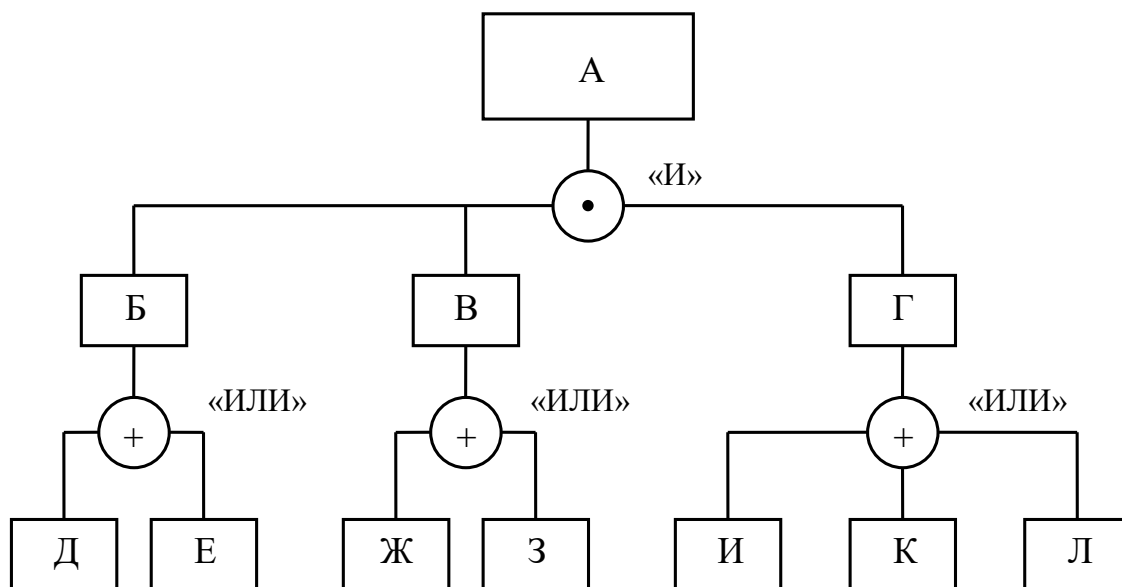 А
«И»
•
Б
В
Г
«ИЛИ»
«ИЛИ»
«ИЛИ»
+
+
+
Д
Е
Ж
З
И
К
Л